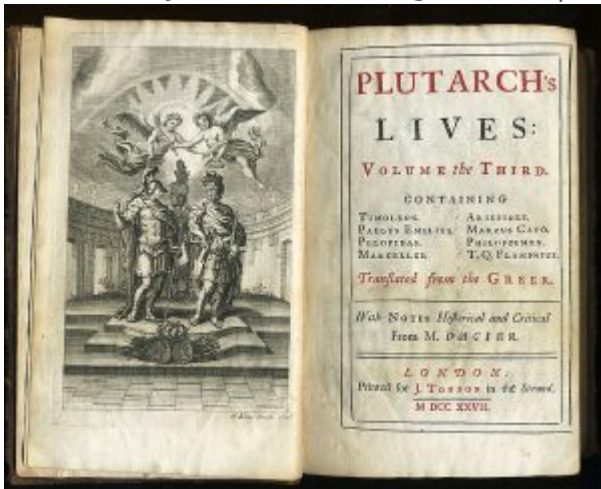 PLUTARCH's
LIVES:
VOLUME the THIRD.
CONTAINING
TIMOLEON. ARISTIDES.
PAULUS EMILIUS. MARCUS CATO.
PELOPIDAS. PHILOPOEMEN.
MARCELLUS. T.Q. FLAMINIUS.
Translated from the GREEK.
With NOTES Historical and Critical
From M. DACIER.
LONDON:
Printed for J. TONSON in the Strand.
M DCC XXVII.